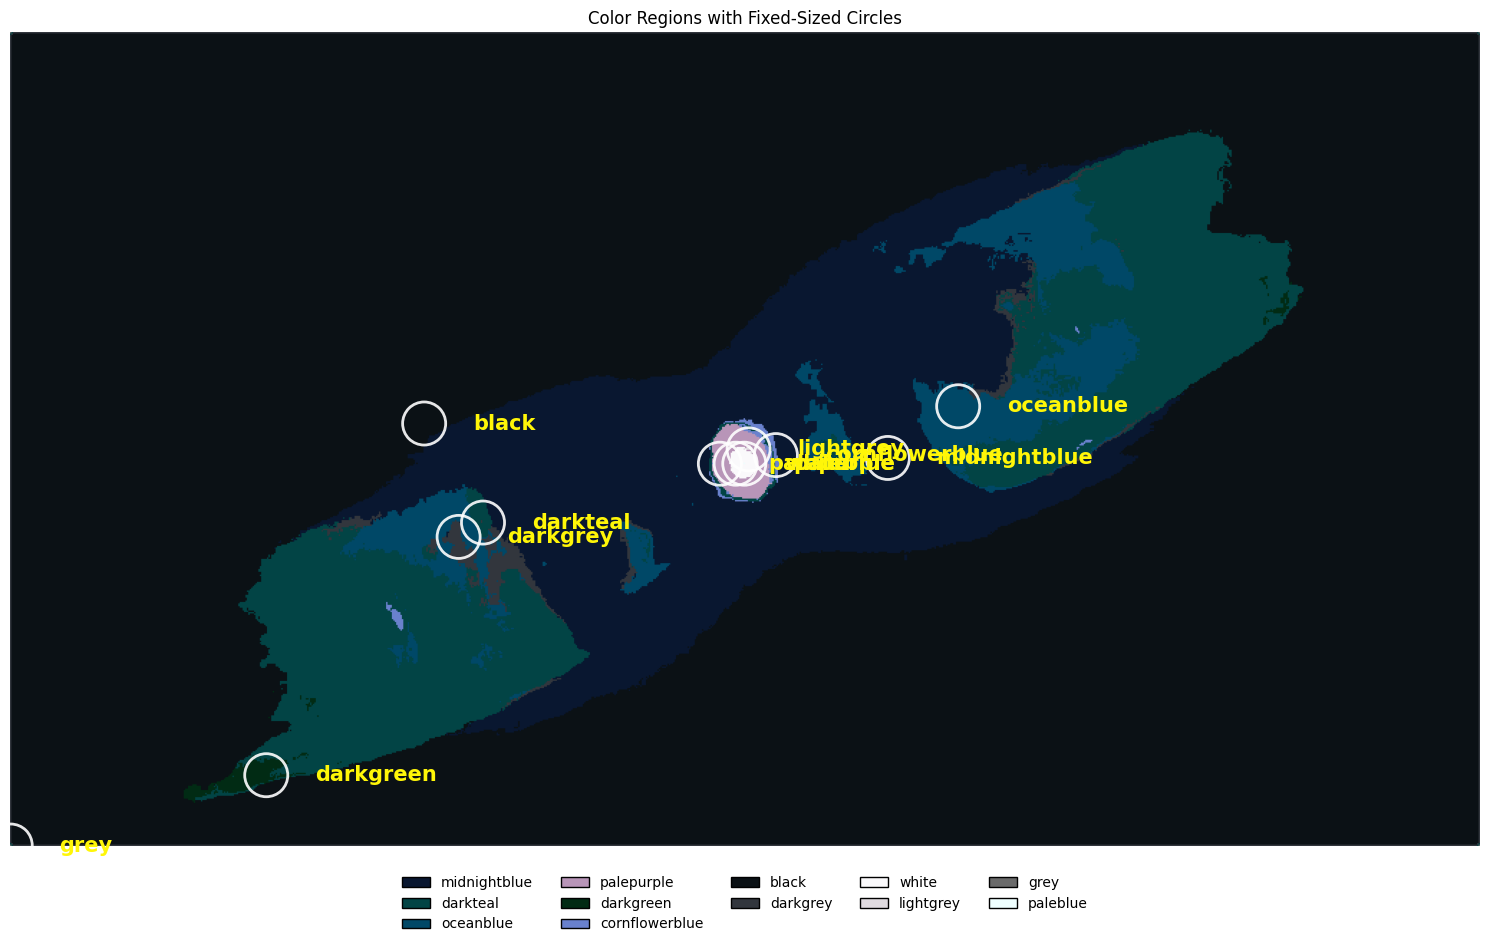 Color Regions with Fixed-Sized Circles
black
oceanblue
lightgrey
cornflowerblue
midnightblue
darkteal
darkgrey
darkgreen
grey
midnightblue palepurple black white grey
darkteal darkgreen darkgrey lightgrey paleblue
oceanblue cornflowerblue